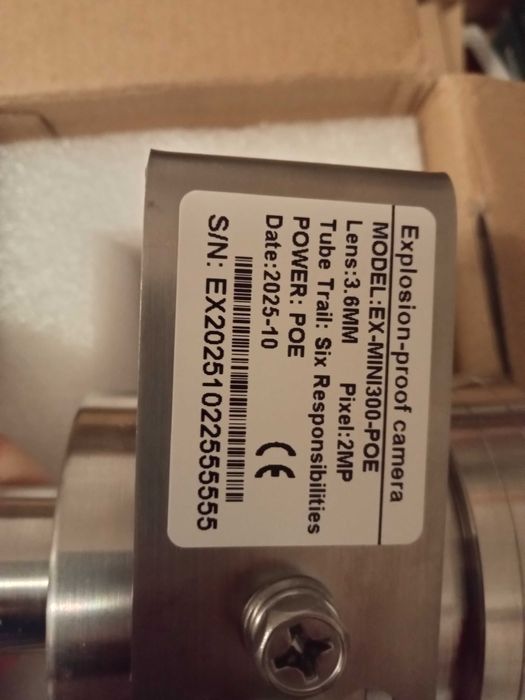 Explosion-proof camera
MODEL:EX-MINI300-POE
Lens:3.6MM Pixel:2MP
Tube Trail: Six Responsibilities
POWER: POE
Date:2025-10
CE
S/N: EX20251022555555